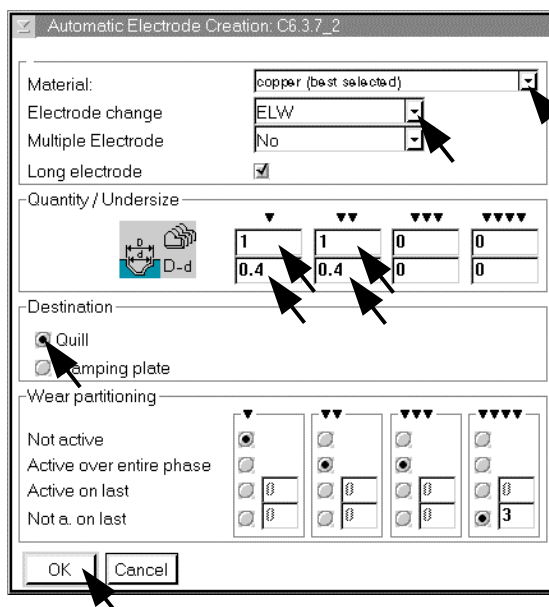 Automatic Electrode Creation: C6.3.7_2
Material: copper (best selected)
Electrode change ELW
Multiple Electrode No
Long electrode
Quantity / Undersize
D d D-d
1 1 0 0
0.4 0.4 0 0
Destination
Quill
amping plate
Wear partitioning
Not active
Active over entire phase
Active on last 0 0 0 0
Not a. on last 0 0 0 3
OK Cancel